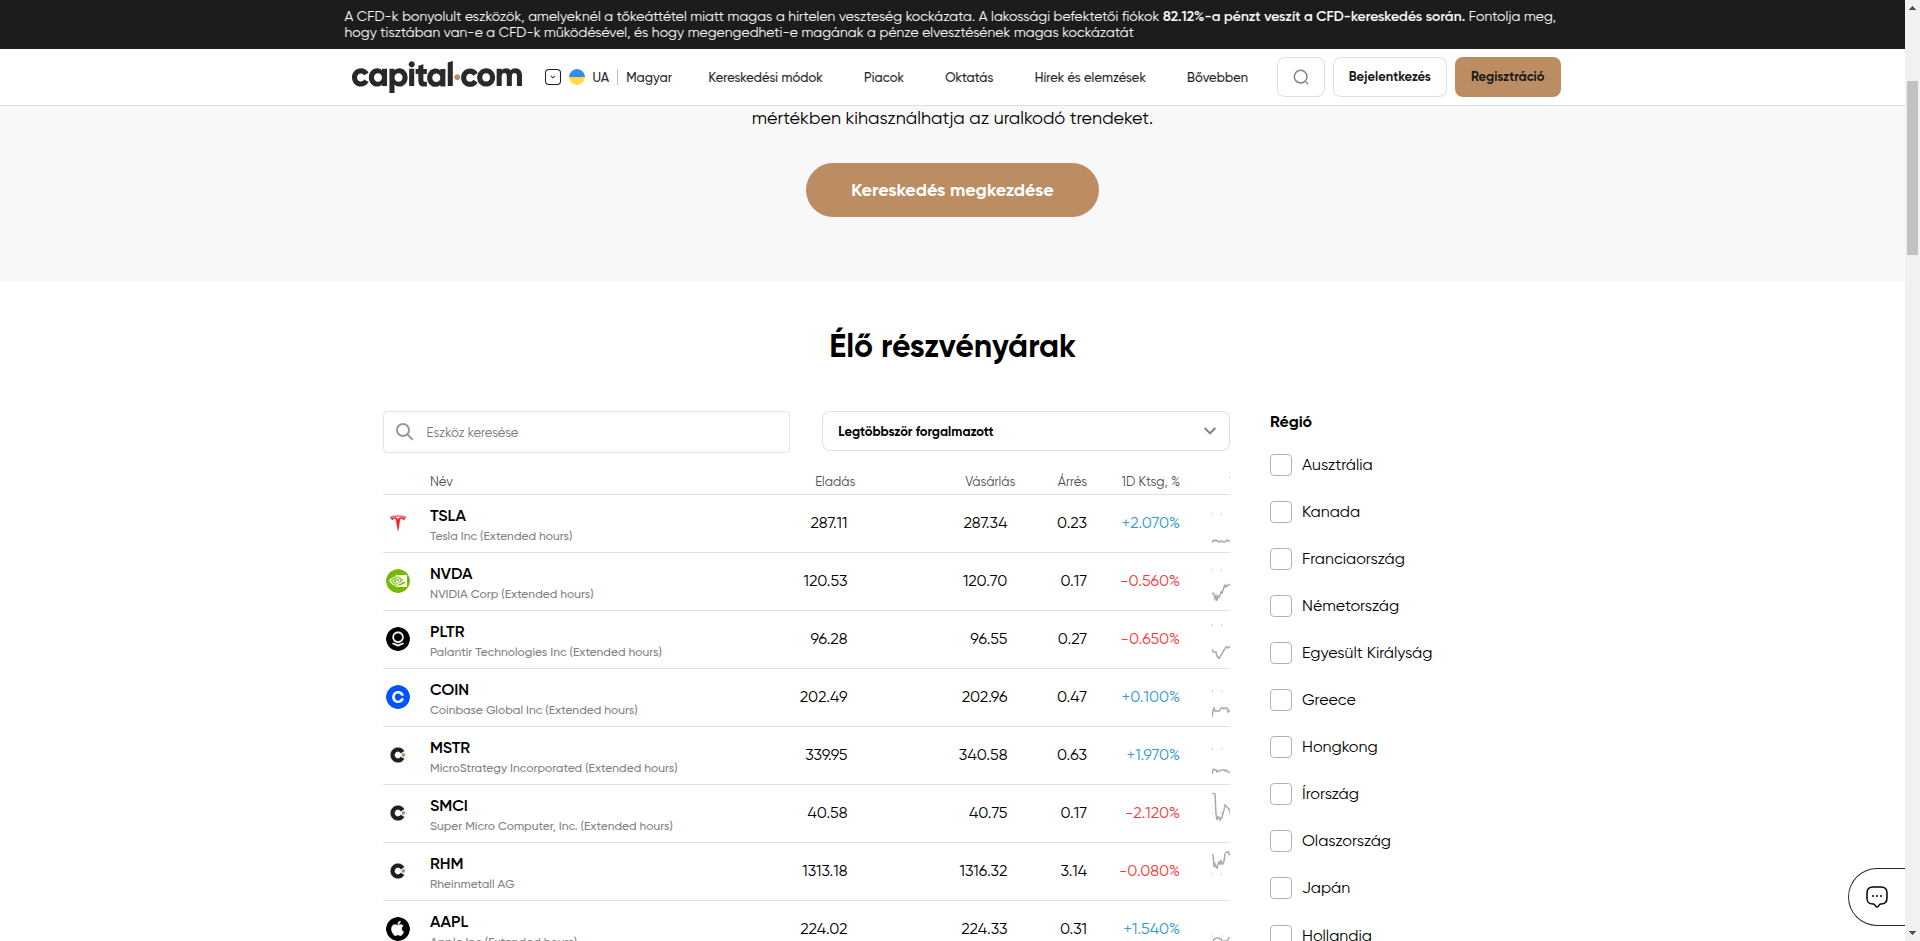 A CFD-k bonyolult eszközök, amelyeknél a tőkeáttétel miatt magas a hirtelen veszteség kockázata. A lakossági befektetői fiókok 82.12%-a pénzt veszít a CFD-kereskedés során. Fontolja meg,
hogy tisztában van-e a CFD-k működésével, és hogy megengedheti-e magának a pénze elvesztésének magas kockázatát
capital.com
UA
Magyar
Kereskedési módok
Piacok
Oktatás
Hírek és elemzések
Bővebben
Bejelentkezés
Regisztráció
mértékben kihasználhatja az uralkodó trendeket.
Kereskedés megkezdése
Élő részvényárak
Eszköz keresése
Legtöbbször forgalmazott
Név Eladás Vásárlás Árrés 1D Ktsg, %
TSLA 287.11 287.34 0.23 +2.070%
Tesla Inc (Extended hours)
NVDA 120.53 120.70 0.17 -0.560%
NVIDIA Corp (Extended hours)
PLTR 96.28 96.55 0.27 -0.650%
Palantir Technologies Inc (Extended hours)
COIN 202.49 202.96 0.47 +0.100%
Coinbase Global Inc (Extended hours)
MSTR 339.95 340.58 0.63 +1.970%
MicroStrategy Incorporated (Extended hours)
SMCI 40.58 40.75 0.17 -2.120%
Super Micro Computer, Inc. (Extended hours)
RHM 1313.18 1316.32 3.14 -0.080%
Rheinmetall AG
AAPL 224.02 224.33 0.31 +1.540%
Apple Inc (Extended hours)
Régió
Ausztrália
Kanada
Franciaország
Németország
Egyesült Királyság
Greece
Hongkong
Írország
Olaszország
Japán
Hollandia